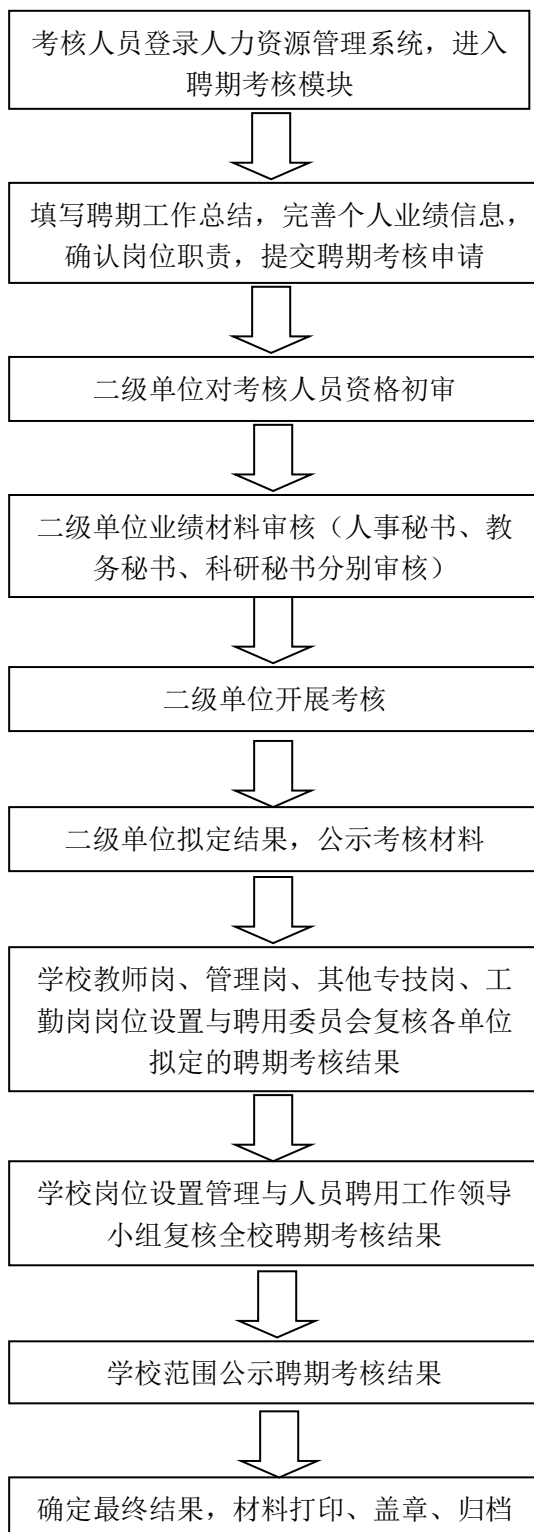 考核人员登录人力资源管理系统，进入
聘期考核模块
填写聘期工作总结，完善个人业绩信息，
确认岗位职责，提交聘期考核申请
二级单位对考核人员资格初审
二级单位业绩材料审核（人事秘书、教
务秘书、科研秘书分别审核）
二级单位开展考核
二级单位拟定结果，公示考核材料
学校教师岗、管理岗、其他专技岗、工
勤岗岗位设置与聘用委员会复核各单位
拟定的聘期考核结果
学校岗位设置管理与人员聘用工作领导
小组复核全校聘期考核结果
学校范围公示聘期考核结果
确定最终结果，材料打印、盖章、归档